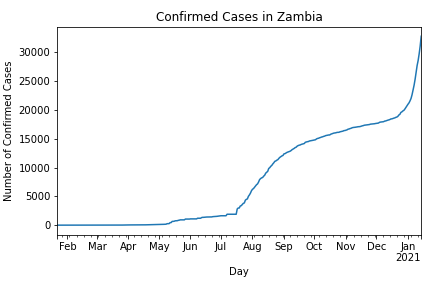 Confirmed Cases in Zambia
Number of Confirmed Cases
30000
25000
20000
15000
10000
5000
0
Feb Mar Apr May Jun Jul Aug Sep Oct Nov Dec Jan
2021
Day